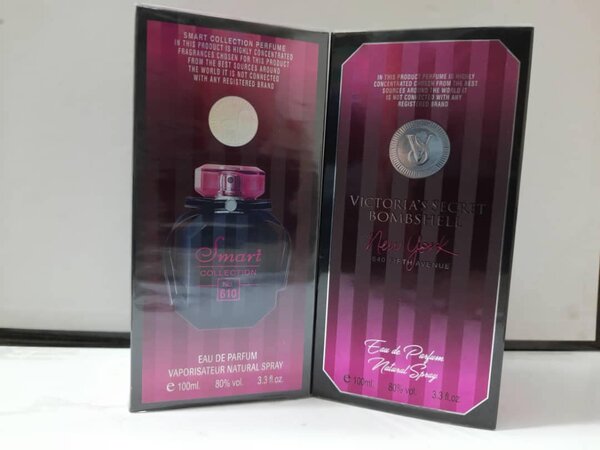 SMART COLLECTION PERFUME
IN THIS PRODUCT IS HIGHLY CONCENTRATED
FRAGRANCES CHOSEN FOR THIS PRODUCT
FROM THE BEST SOURCES AROUND
THE WORLD IT IS NOT CONNECTED
WITH ANY REGISTERED BRAND
Smart
COLLECTION
NO.
610
EAU DE PARFUM
VAPORISATEUR NATURAL SPRAY
e 100ml. 80% vol. 3.3 fl.oz
IN THIS PRODUCT PERFUME IS HIGHLY
CONCENTRATED CHOSEN FROM THE BEST
SOURCES AROUND THE WORLD IT
IS NOT CONNECTED WITH ANY
REGISTERED BRAND
VS
VICTORIA'S SECRET
BOMBSHELL
New York
640 FIFTH AVENUE
Eau de Parfum
Natural Spray
e 100ml. 80% vol. 3.3 fl.oz